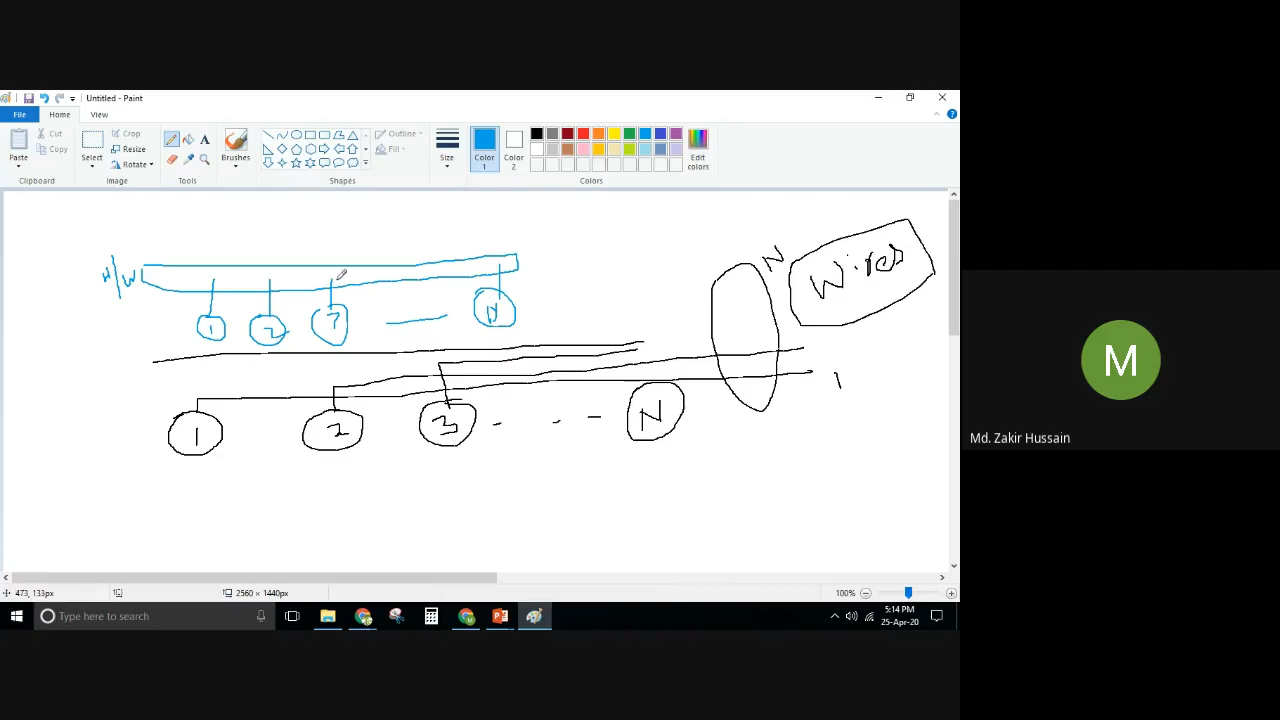 Untitled - Paint
File
Home
View
Paste
Cut
Copy
Clipboard
Select
Crop
Resize
Rotate
Image
A
Tools
Brushes
Outline
Fill
Shapes
Size
Color
1
Color
2
Edit
colors
Colors
H/W
1
2
3
N
N
Wires
1
1
2
3
N
Md. Zakir Hussain
M
473, 133px
2560 × 1440px
100%
Type here to search
5:14 PM
25-Apr-20